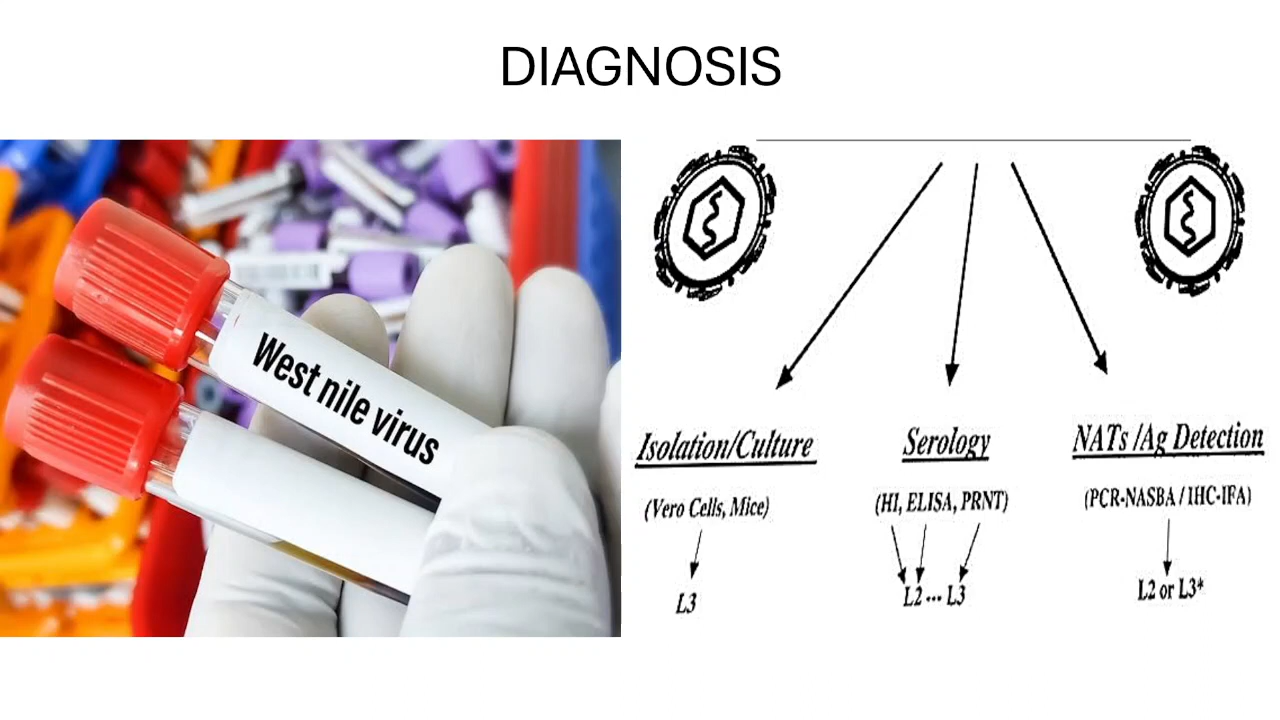 DIAGNOSIS
West nile virus
Isolation/Culture
(Vero Cells, Mice)
L3
Serology
(HI, ELISA, PRNT)
L2 --- L3
NATs /Ag Detection
(PCR-NASBA / IHC-IFA)
L2 or L3*